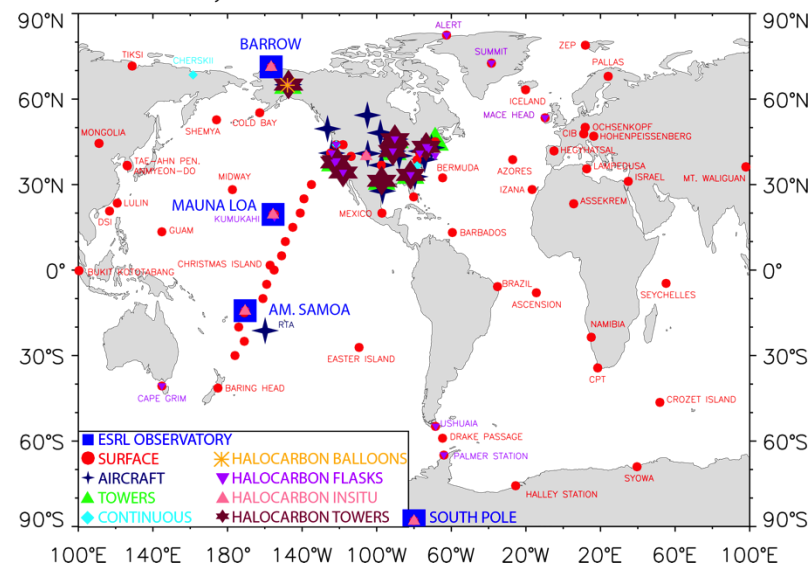 90°N
60°N
30°N
0°
30°S
60°S
90°S
90°N
60°N
30°N
0°
30°S
60°S
90°S
100°E
140°E
180°
140°W
100°W
60°W
20°W
20°E
60°E
100°E
ALERT
BARROW
TIKSI
CHERSKII
SUMMIT
ZEP
PALLAS
ICELAND
MACE HEAD
SHEMYA
COLD BAY
MONGOLIA
CIB
OCHSENKOPF
HOHENPEISSENBERG
HEGYHATSAL
TAE-AHN PEN.
ANMYEON-DO
BERMUDA
AZORES
LAMPEDUSA
MT. WALIGUAN
MIDWAY
IZANA
ISRAEL
LULIN
DSI
MAUNA LOA
KUMUKAHI
MEXICO
ASSEKREM
GUAM
BARBADOS
CHRISTMAS ISLAND
BUKIT KOTOTABANG
BRAZIL
SEYCHELLES
ASCENSION
AM. SAMOA
RTA
NAMIBIA
EASTER ISLAND
CPT
CAPE GRIM
BARING HEAD
CROZET ISLAND
USHUAIA
DRAKE PASSAGE
PALMER STATION
SYOWA
HALLEY STATION
SOUTH POLE
ESRL OBSERVATORY
SURFACE
AIRCRAFT
TOWERS
CONTINUOUS
HALOCARBON BALLOONS
HALOCARBON FLASKS
HALOCARBON INSITU
HALOCARBON TOWERS